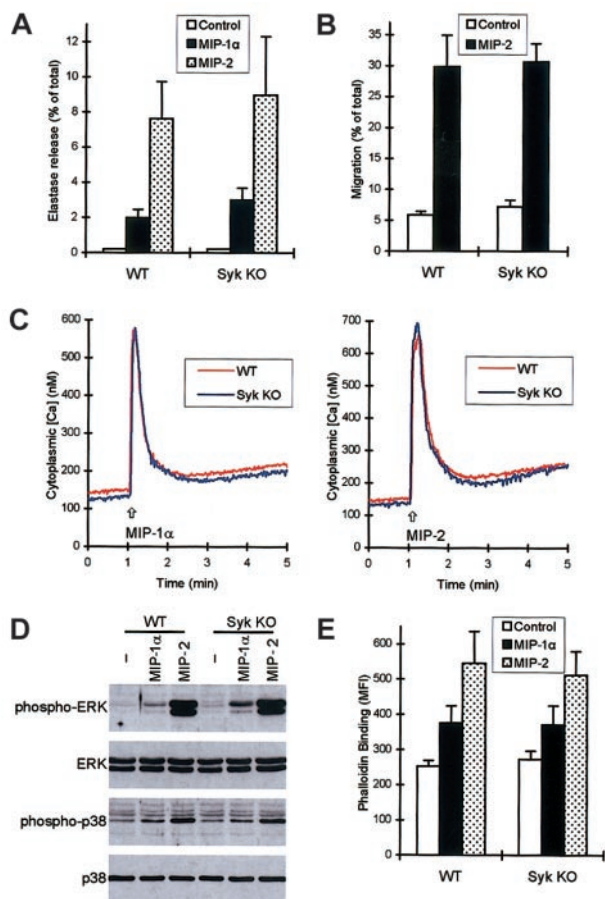 A
Elastase release (% of total)
12
10
8
6
4
2
0
Control
MIP-1α
MIP-2
WT
Syk KO
B
Migration (% of total)
35
30
25
20
15
10
5
0
Control
MIP-2
WT
Syk KO
C
Cytoplasmic [Ca] (nM)
600
500
400
300
200
100
0
1
2
3
4
5
WT
Syk KO
MIP-1α
Time (min)
Cytoplasmic [Ca] (nM)
700
600
500
400
300
200
100
0
0
1
2
3
4
5
WT
Syk KO
MIP-2
Time (min)
D
WT
Syk KO
–
MIP-1α
MIP-2
–
MIP-1α
MIP-2
phospho-ERK
ERK
phospho-p38
p38
E
Phalloidin Binding (MFI)
600
500
400
300
200
100
0
Control
MIP-1α
MIP-2
WT
Syk KO